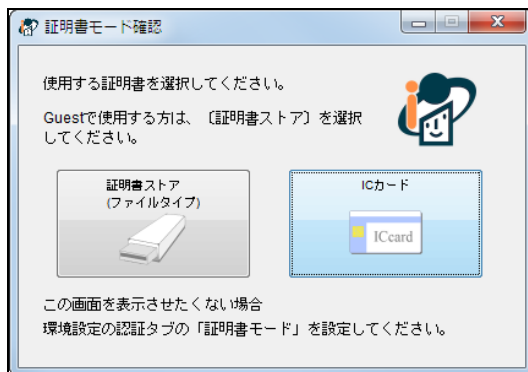 証明書モード確認
使用する証明書を選択してください。
Guestで使用する方は、〔証明書ストア〕を選択
してください。
証明書ストア
(ファイルタイプ)
ICカード
ICcard
この画面を表示させたくない場合
環境設定の認証タブの「証明書モード」を設定してください。